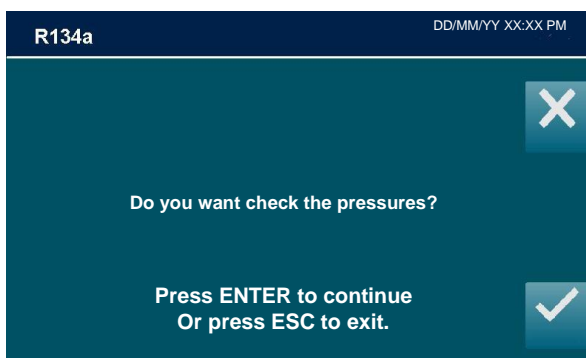 R134a
DD/MM/YY XX:XX PM
Do you want check the pressures?
Press ENTER to continue
Or press ESC to exit.